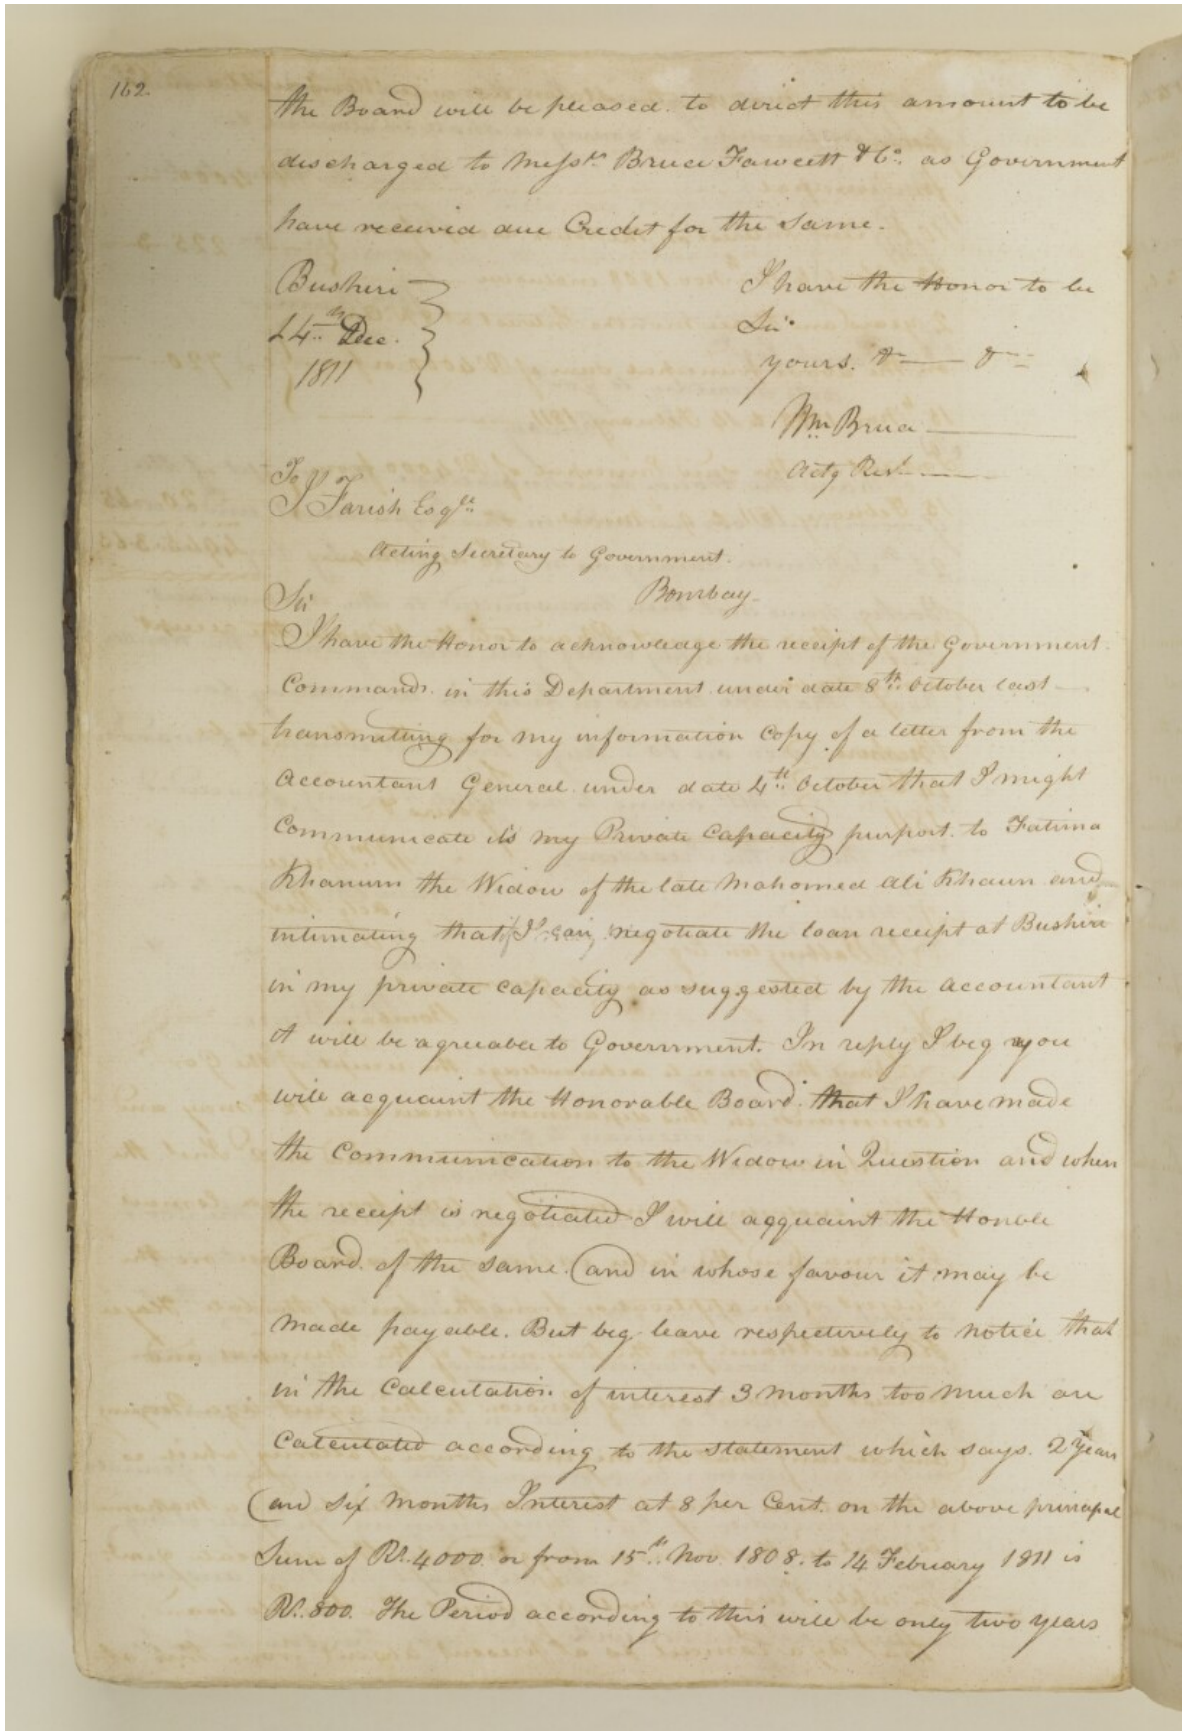 162.
the Board will be pleased to direct this amount to be
discharged to Messrs. Bruce Fawcett & Co. as Government
have received due Credit for the same.
Bushire
24th Dec.
1811
I have the Honor to be
Sir
yours. &c &c
Wm Bruce
Actg Rest.
To
J Farish Esqre.
Acting Secretary to Government.
Bombay
Sir
I have the Honor to acknowledge the receipt of the Government
Commands in this Department under date 8th October last
transmitting for my information Copy of a letter from the
Accountant General under date 4th October that I might
Communicate its my Private Capacity purport to Fatima
Khanum the Widow of the late Mahomed Ali Khaun and
intimating that if I can negotiate the loan receipt at Bushire
in my private Capacity as suggested by the Accountant
it will be agreeable to Government. In reply I beg you
will acquaint the Honorable Board that I have made
the Communication to the Widow in Question and when
the receipt is negotiated I will acquaint the Honble
Board of the same and in whose favour it may be
made payable. But beg leave respectively to notice that
in the Calculation of interest 3 months too much are
Calculated according to the statement which says. 2 years
and six months Interest at 8 per Cent. on the above principal
Sum of Rs. 4000 or from 15th Nov 1808. to 14 February 1811 is
Rs. 800. The Period according to this will be only two years